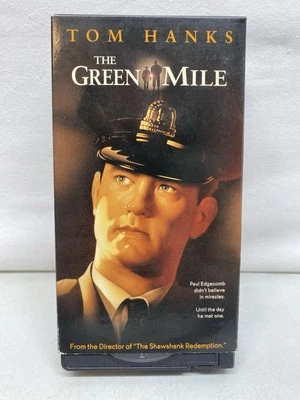 TOM HANKS
THE
GREEN MILE
Paul Edgecomb
didn't believe
in miracles.
Until the day
he met one.
From the Director of "The Shawshank Redemption."